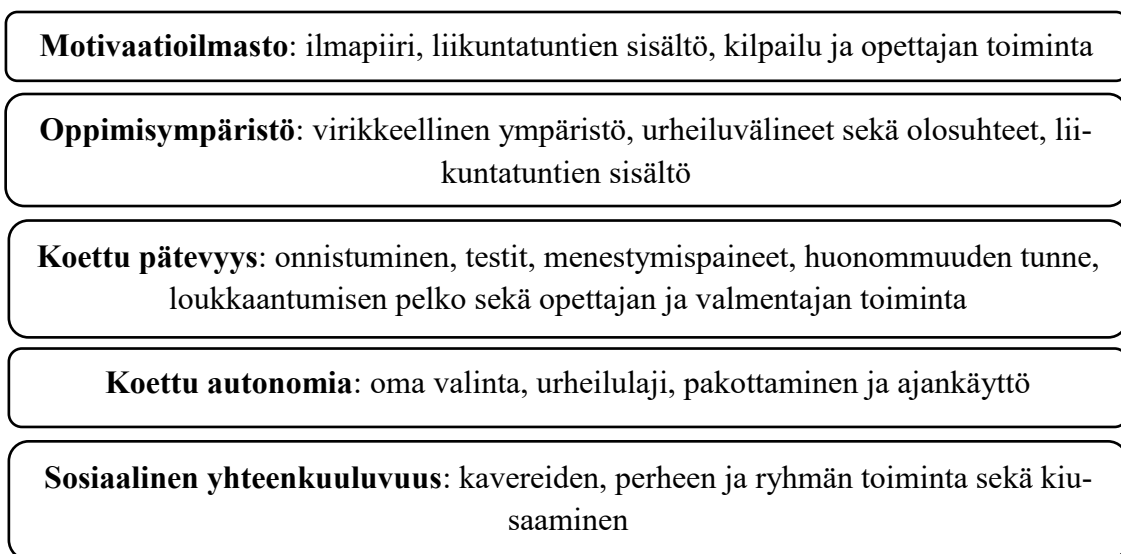 Motivaatioilmasto: ilmapiiri, liikuntatuntien sisältö, kilpailu ja opettajan toiminta
Oppimisympäristö: virikkeellinen ympäristö, urheiluvälineet sekä olosuhteet, lii-
kuntatuntien sisältö
Koettu pätevyys: onnistuminen, testit, menestymispaineet, huonommuuden tunne,
loukkaantumisen pelko sekä opettajan ja valmentajan toiminta
Koettu autonomia: oma valinta, urheilulaji, pakottaminen ja ajankäyttö
Sosiaalinen yhteenkuuluvuus: kavereiden, perheen ja ryhmän toiminta sekä kiu-
saaminen